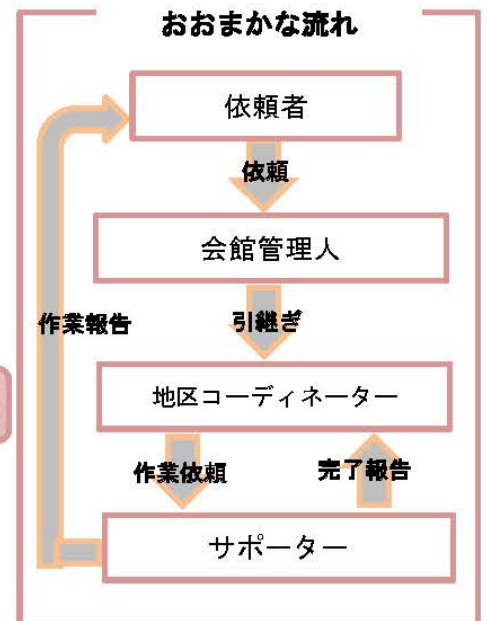 おおまかな流れ
依頼者
依頼
会館管理人
作業報告
引継ぎ
地区コーディネーター
作業依頼
完了報告
サポーター